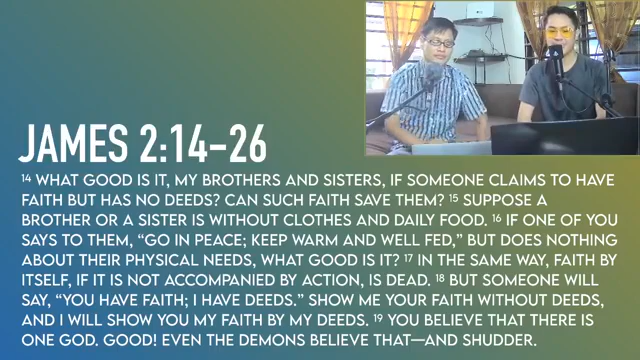 JAMES 2:14-26
¹⁴ WHAT GOOD IS IT, MY BROTHERS AND SISTERS, IF SOMEONE CLAIMS TO HAVE
FAITH BUT HAS NO DEEDS? CAN SUCH FAITH SAVE THEM? ¹⁵ SUPPOSE A
BROTHER OR A SISTER IS WITHOUT CLOTHES AND DAILY FOOD. ¹⁶ IF ONE OF YOU
SAYS TO THEM, “GO IN PEACE; KEEP WARM AND WELL FED,” BUT DOES NOTHING
ABOUT THEIR PHYSICAL NEEDS, WHAT GOOD IS IT? ¹⁷ IN THE SAME WAY, FAITH BY
ITSELF, IF IT IS NOT ACCOMPANIED BY ACTION, IS DEAD. ¹⁸ BUT SOMEONE WILL
SAY, “YOU HAVE FAITH; I HAVE DEEDS.” SHOW ME YOUR FAITH WITHOUT DEEDS,
AND I WILL SHOW YOU MY FAITH BY MY DEEDS. ¹⁹ YOU BELIEVE THAT THERE IS
ONE GOD. GOOD! EVEN THE DEMONS BELIEVE THAT—AND SHUDDER.